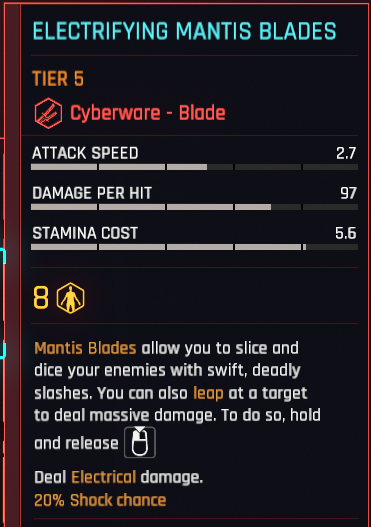 ELECTRIFYING MANTIS BLADES
TIER 5
Cyberware - Blade
ATTACK SPEED 2.7
DAMAGE PER HIT 97
STAMINA COST 5.6
8
Mantis Blades allow you to slice and
dice your enemies with swift, deadly
slashes. You can also leap at a target
to deal massive damage. To do so, hold
and release
Deal Electrical damage.
20% Shock chance